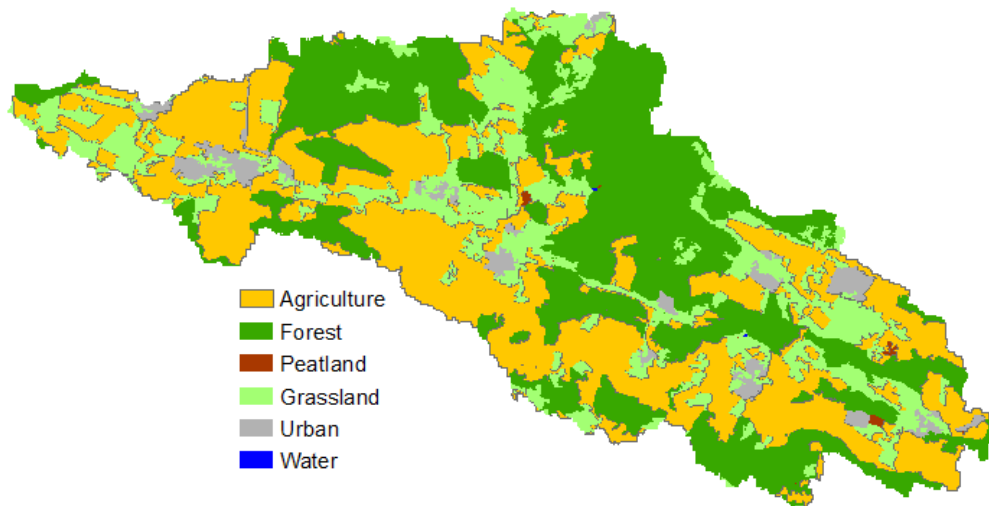 Agriculture
Forest
Peatland
Grassland
Urban
Water